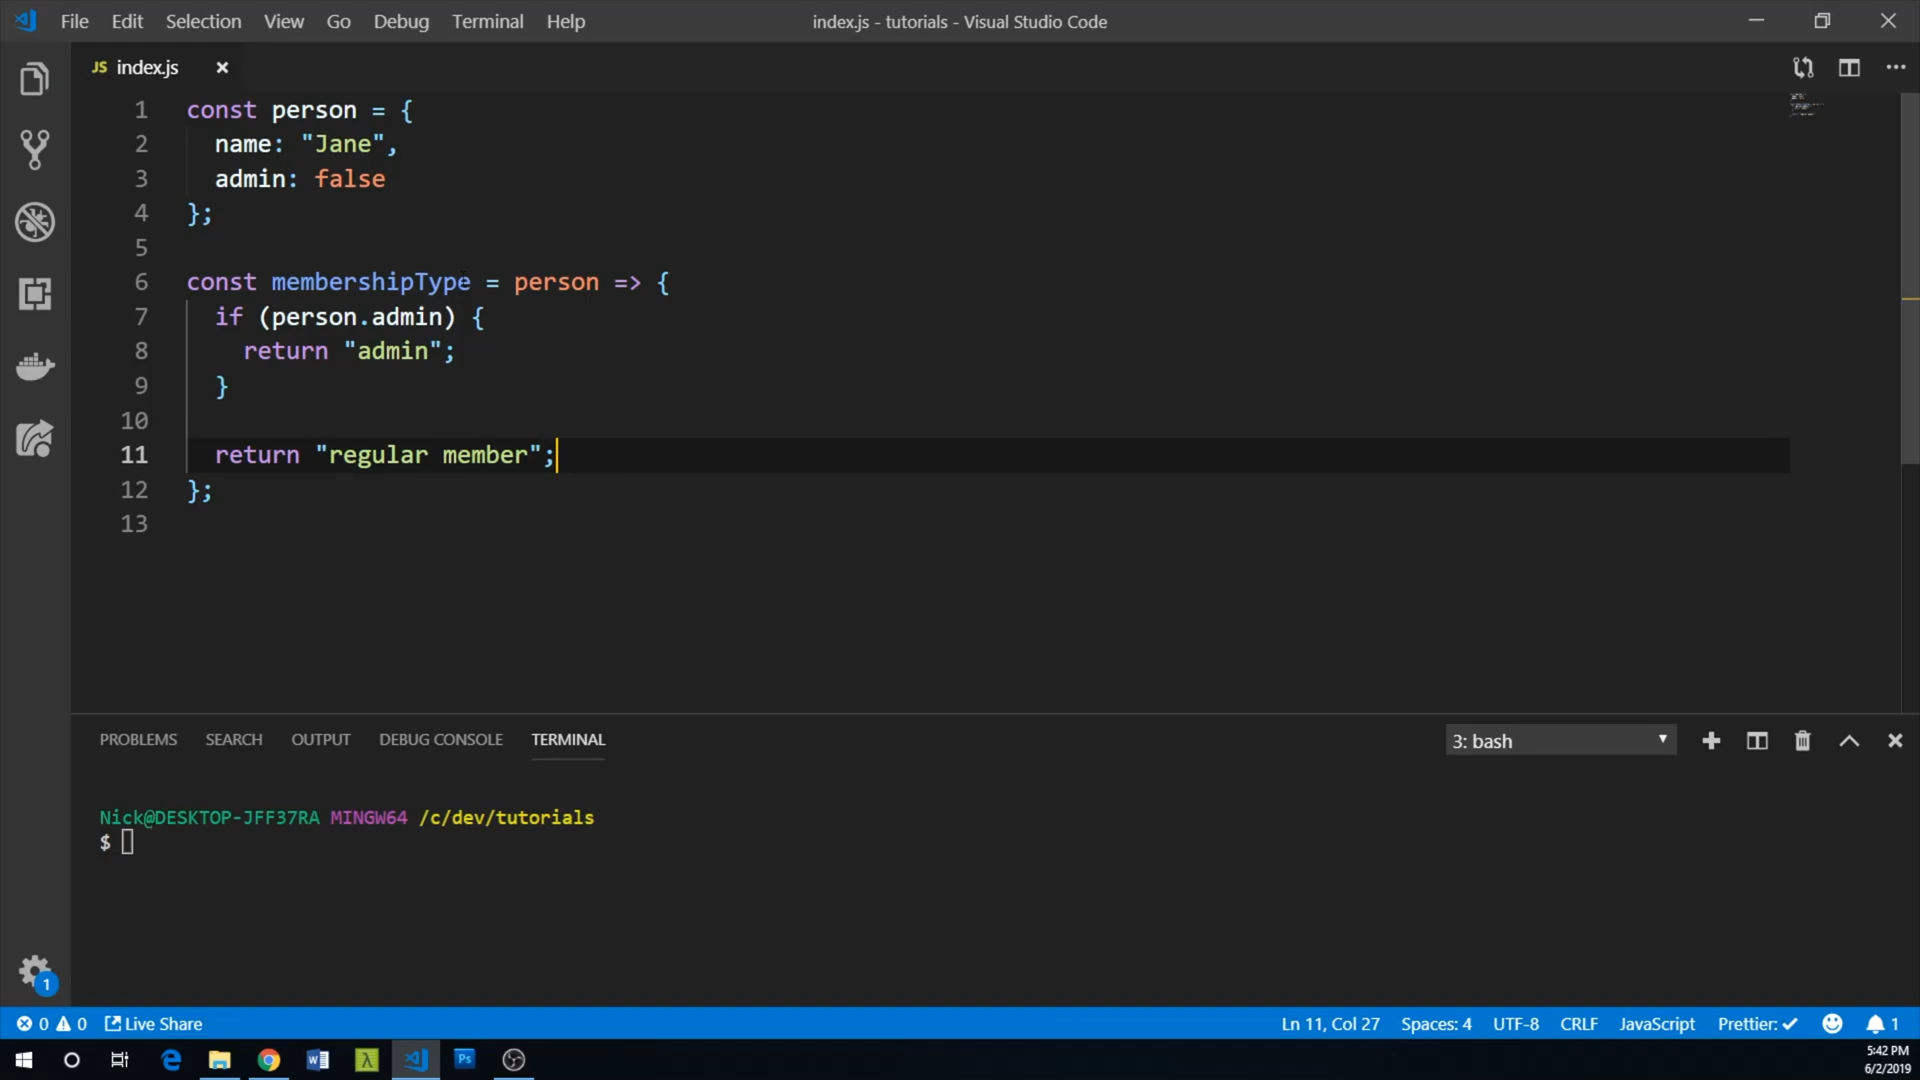 File Edit Selection View Go Debug Terminal Help index.js - tutorials - Visual Studio Code
JS index.js
1 const person = {
2 name: "Jane",
3 admin: false
4 };
5
6 const membershipType = person => {
7 if (person.admin) {
8 return "admin";
9 }
10
11 return "regular member";
12 };
13
PROBLEMS SEARCH OUTPUT DEBUG CONSOLE TERMINAL 3: bash
Nick@DESKTOP-JFF37RA MINGW64 /c/dev/tutorials
$
1
0 0 Live Share Ln 11, Col 27 Spaces: 4 UTF-8 CRLF JavaScript Prettier: ✓ 1
Ps
5:42 PM
6/2/2019